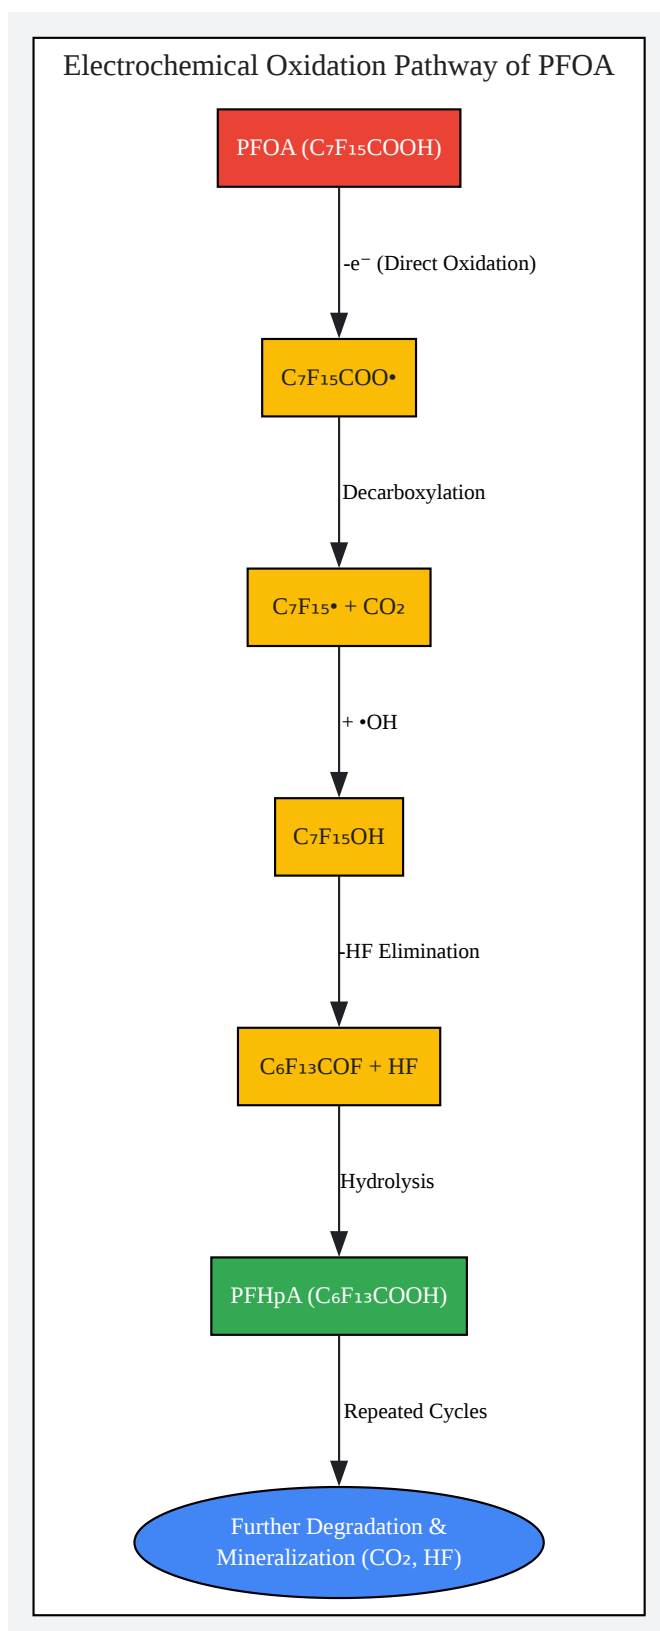 Electrochemical Oxidation Pathway of PFOA
PFOA (C₇F₁₅COOH)
-e⁻ (Direct Oxidation)
C₇F₁₅COO•
Decarboxylation
C₇F₁₅• + CO₂
+ •OH
C₇F₁₅OH
-HF Elimination
C₆F₁₃COF + HF
Hydrolysis
PFHpA (C₆F₁₃COOH)
Repeated Cycles
Further Degradation &
Mineralization (CO₂, HF)